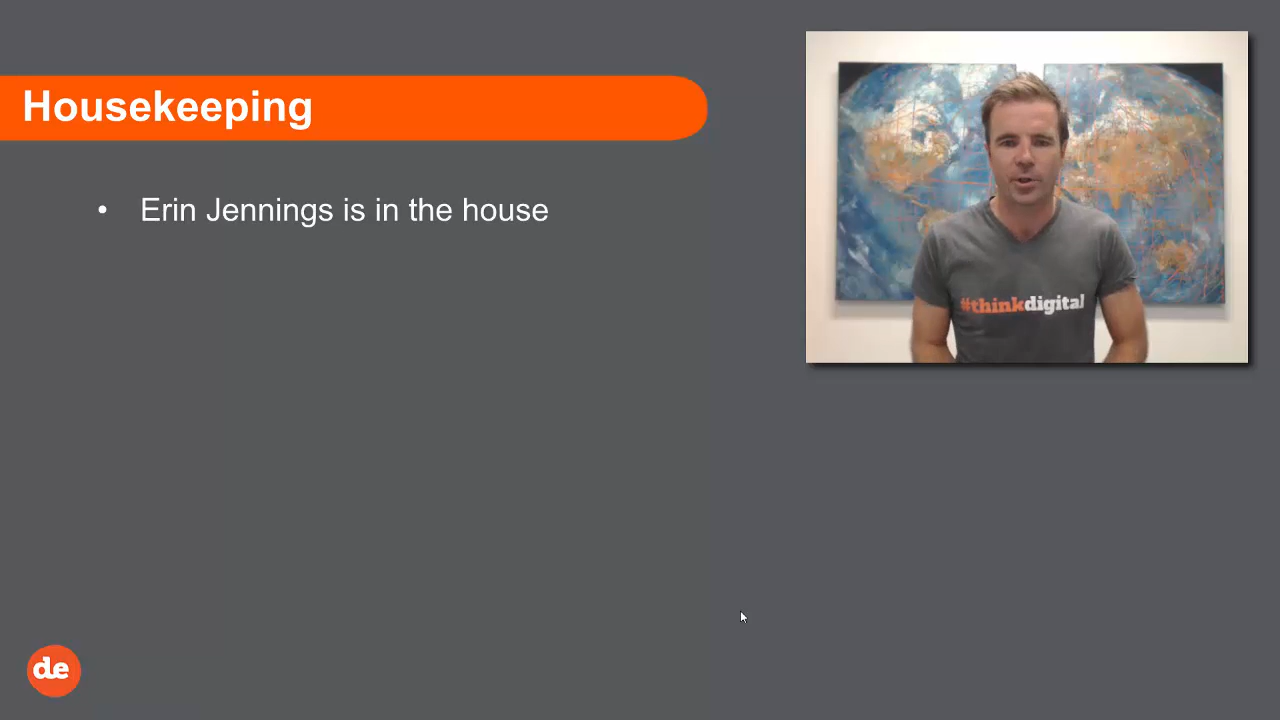 Housekeeping
• Erin Jennings is in the house
#thinkdigital
de